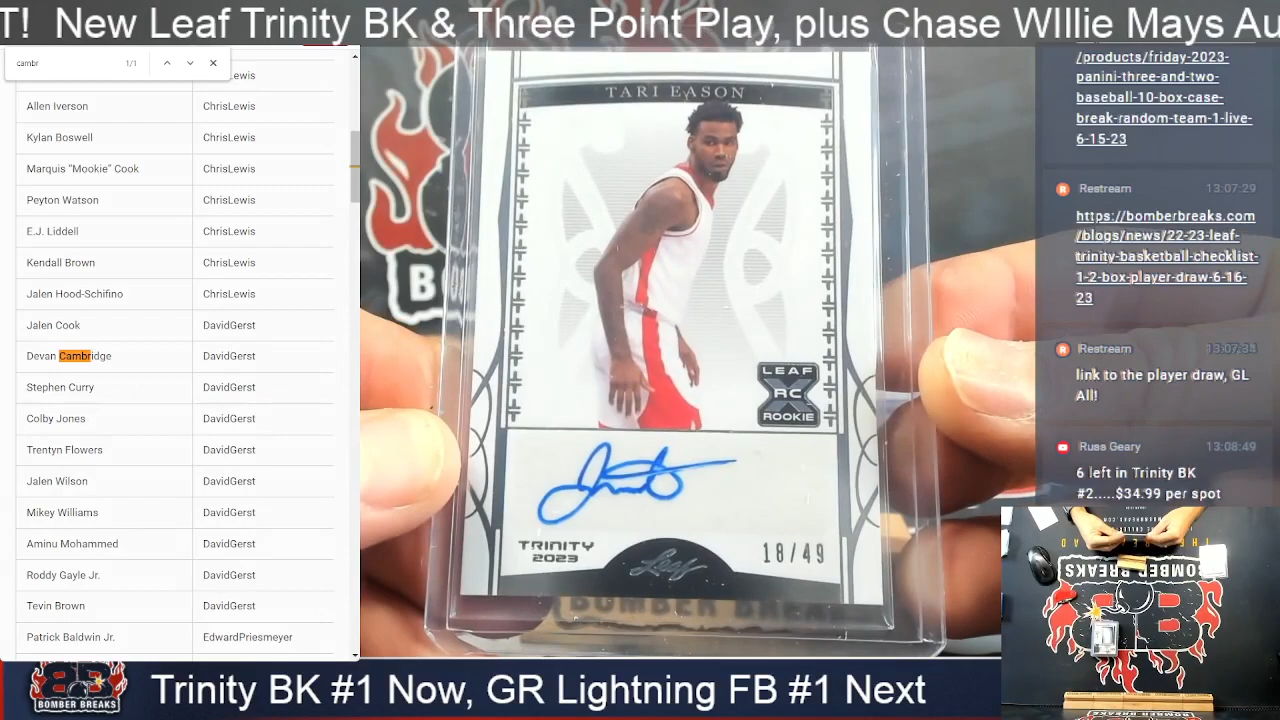 T! New Leaf Trinity BK & Three Point Play, plus Chase WIllie Mays Au
cambr 1/1
ChrisLewis
Allen Iverson ChrisLewis
Alan Boswell ChrisLewis
Marquis “Mookie” Cook ChrisLewis
Peyton Watson ChrisLewis
E.J. Liddell ChrisLewis
Kendall Brown ChrisLewis
Jalen Hood-Schifino ChrisLewis
Jalen Cook DavidGerst
Devan Cambridge DavidGerst
Stephen Curry DavidGerst
Colby Jones DavidGerst
Trentyn Flowers DavidGerst
Jalen Wilson DavidGerst
Mikey Williams DavidGerst
Aminu Mohammed DavidGerst
Roddy Gayle Jr. DavidGerst
Tevin Brown DavidGerst
Patrick Baldwin Jr. EdwardPriesmeyer
TARI EASON
LEAF
RC
ROOKIE
TRINITY
2023
Leaf
18/49
BOMBER BREA
/products/friday-2023-
panini-three-and-two-
baseball-10-box-case-
break-random-team-1-live-
6-15-23
Restream 13:07:29
https://bomberbreaks.com
/blogs/news/22-23-leaf-
trinity-basketball-checklist-
1-2-box-player-draw-6-16-
23
Restream 13:07:34
link to the player draw, GL
All!
Russ Geary 13:08:49
6 left in Trinity BK
#2.....$34.99 per spot
BOMBER BREAKS
BOMBER BREAKS
Trinity BK #1 Now, GR Lightning FB #1 Next